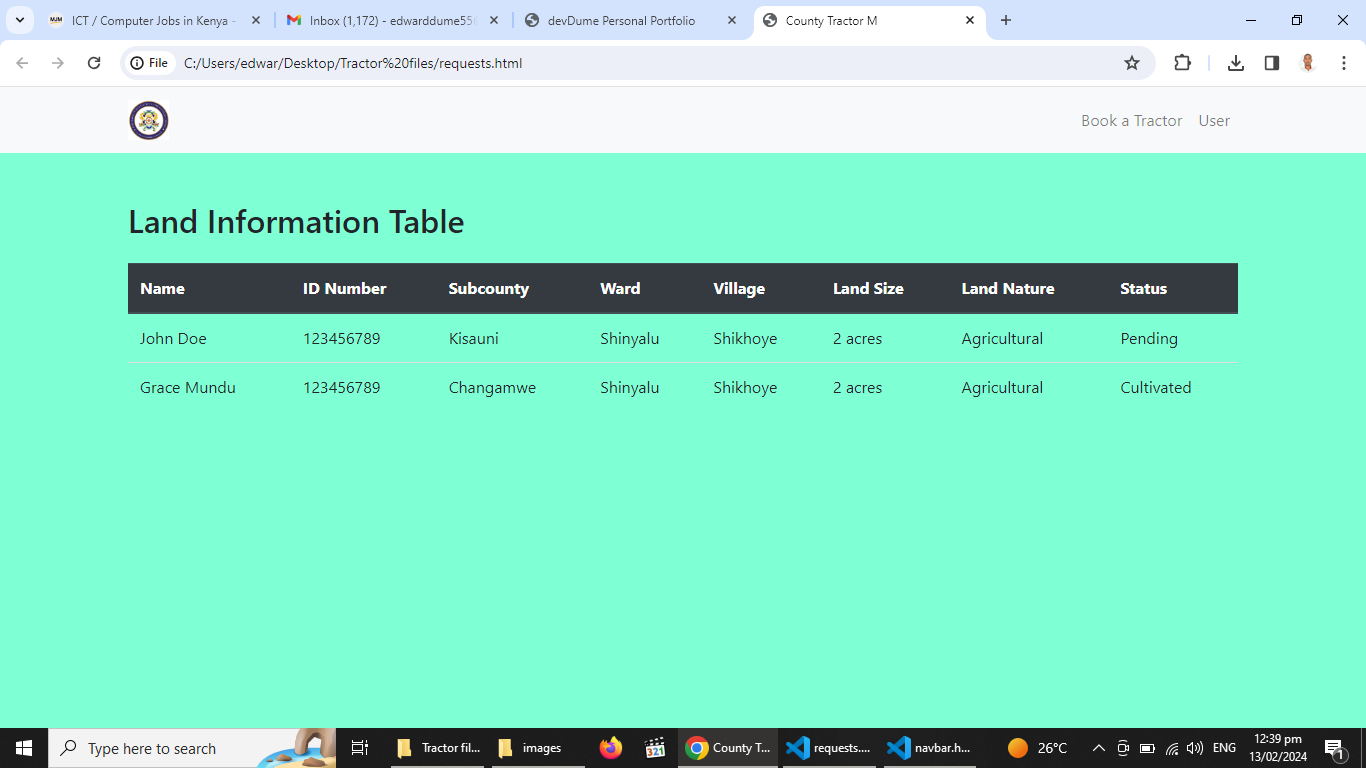 MJM ICT / Computer Jobs in Kenya - Inbox (1,172) - edwarddume55 devDume Personal Portfolio County Tractor M
File C:/Users/edwar/Desktop/Tractor%20files/requests.html
Book a Tractor User
Land Information Table
Name ID Number Subcounty Ward Village Land Size Land Nature Status
John Doe 123456789 Kisauni Shinyalu Shikhoye 2 acres Agricultural Pending
Grace Mundu 123456789 Changamwe Shinyalu Shikhoye 2 acres Agricultural Cultivated
Type here to search Tractor fil... images 321 County T... requests.... navbar.h... 26°C ENG 12:39 pm
13/02/2024 1